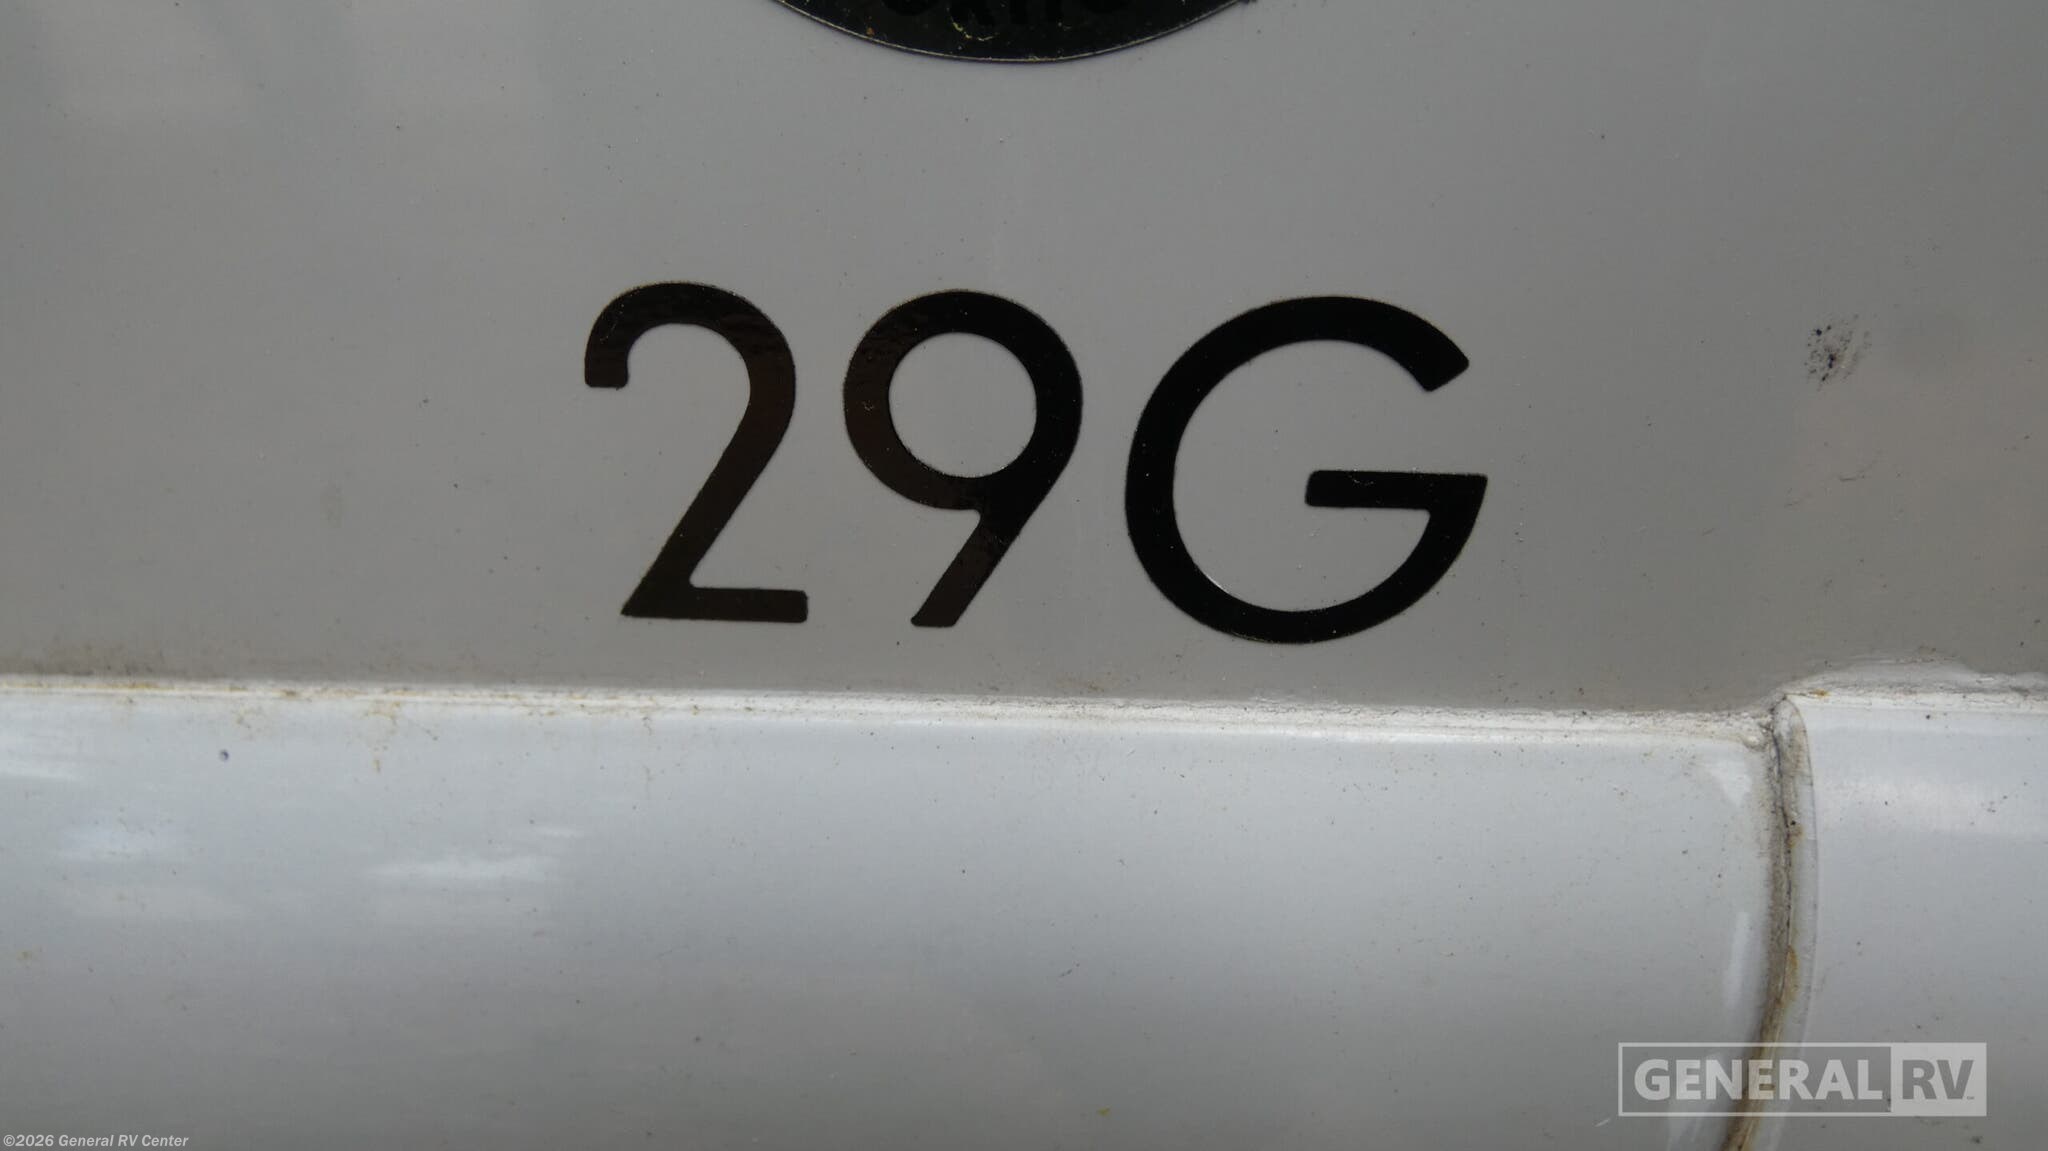 29G
GENERAL RV
©2026 General RV Center